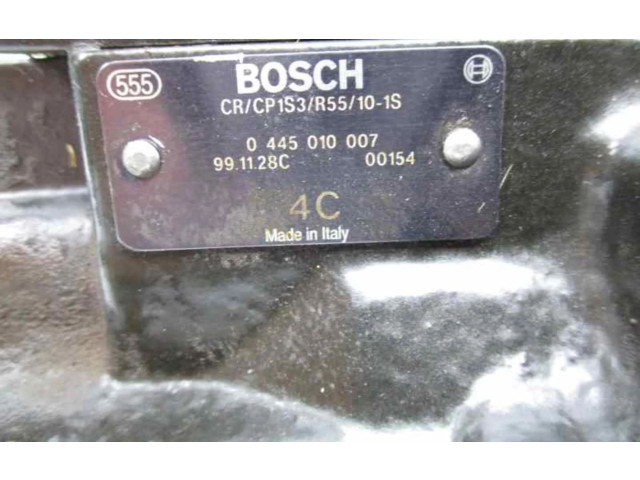 555 BOSCH
CR/CP1S3/R55/10-1S
0 445 010 007
99.11.28C 00154
4C
Made in Italy